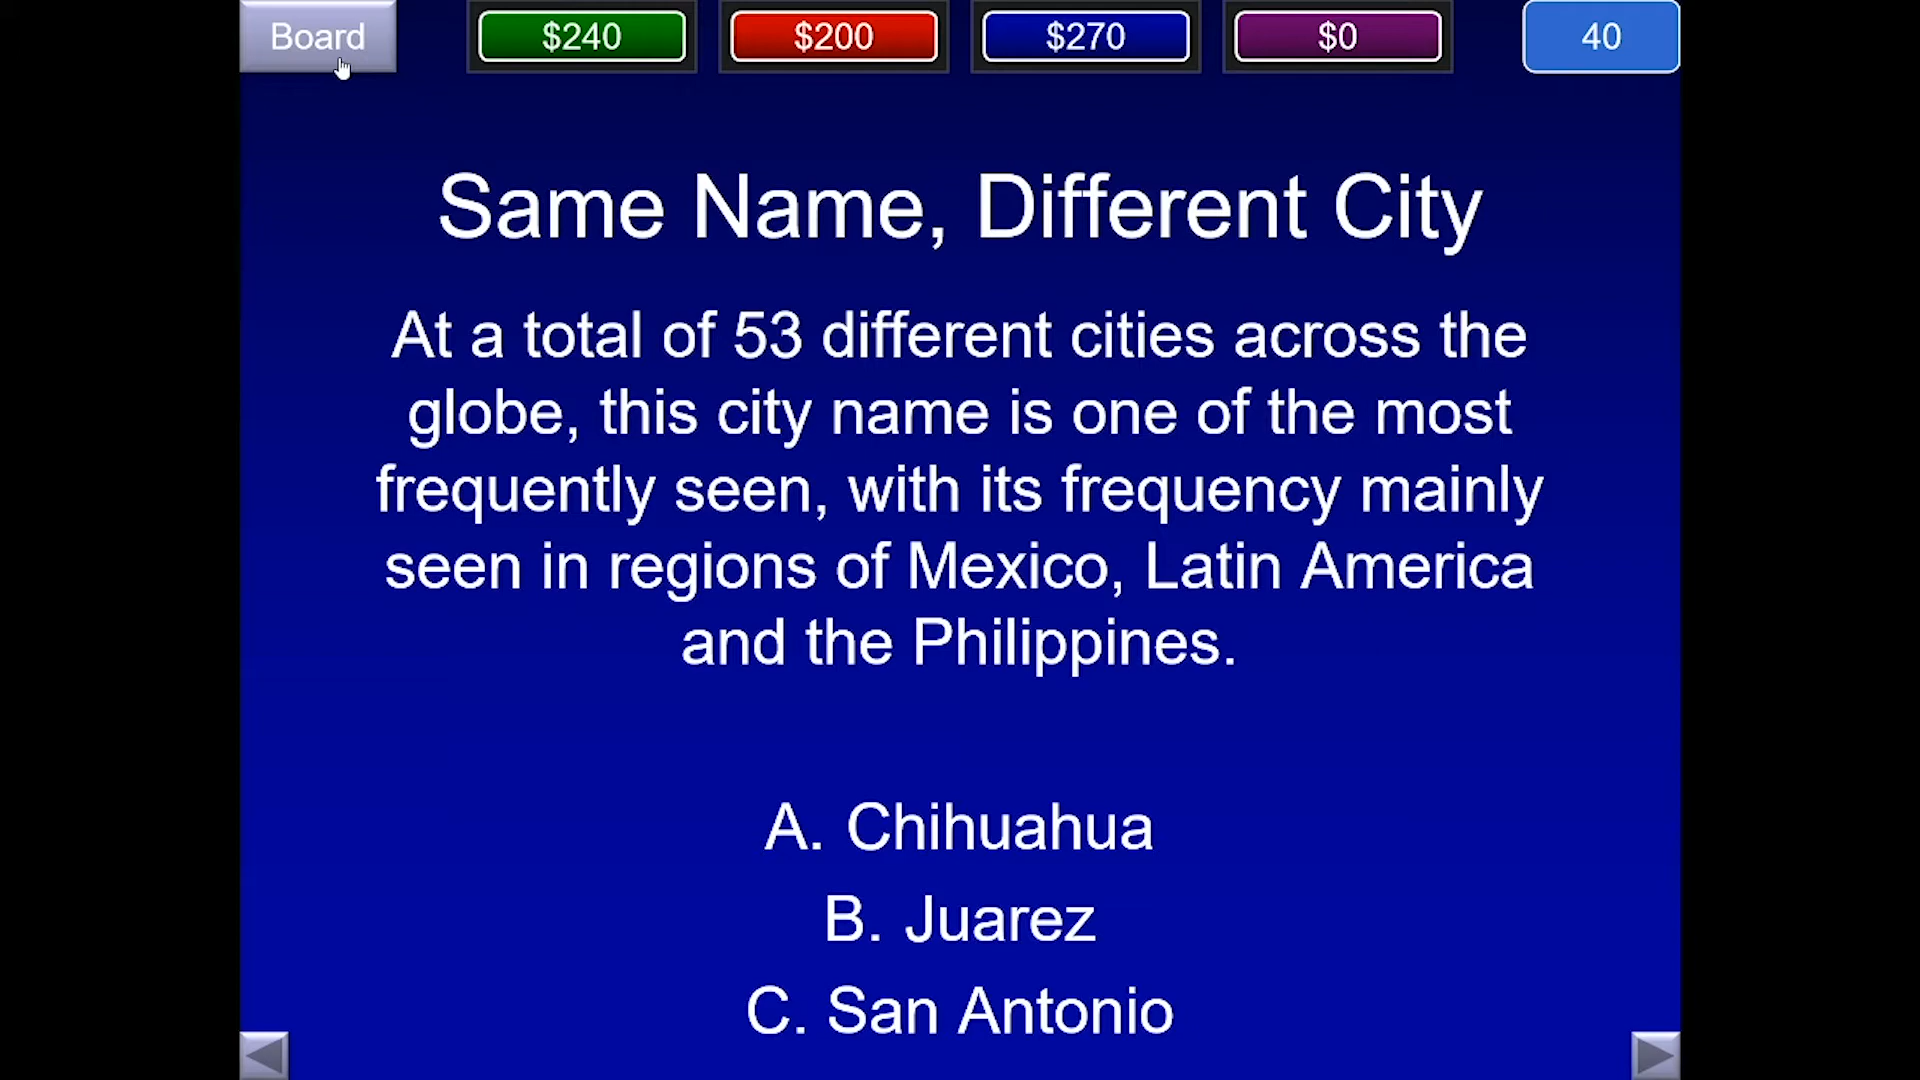 Board $240 $200 $270 $0 40
Same Name, Different City
At a total of 53 different cities across the
globe, this city name is one of the most
frequently seen, with its frequency mainly
seen in regions of Mexico, Latin America
and the Philippines.
A. Chihuahua
B. Juarez
C. San Antonio